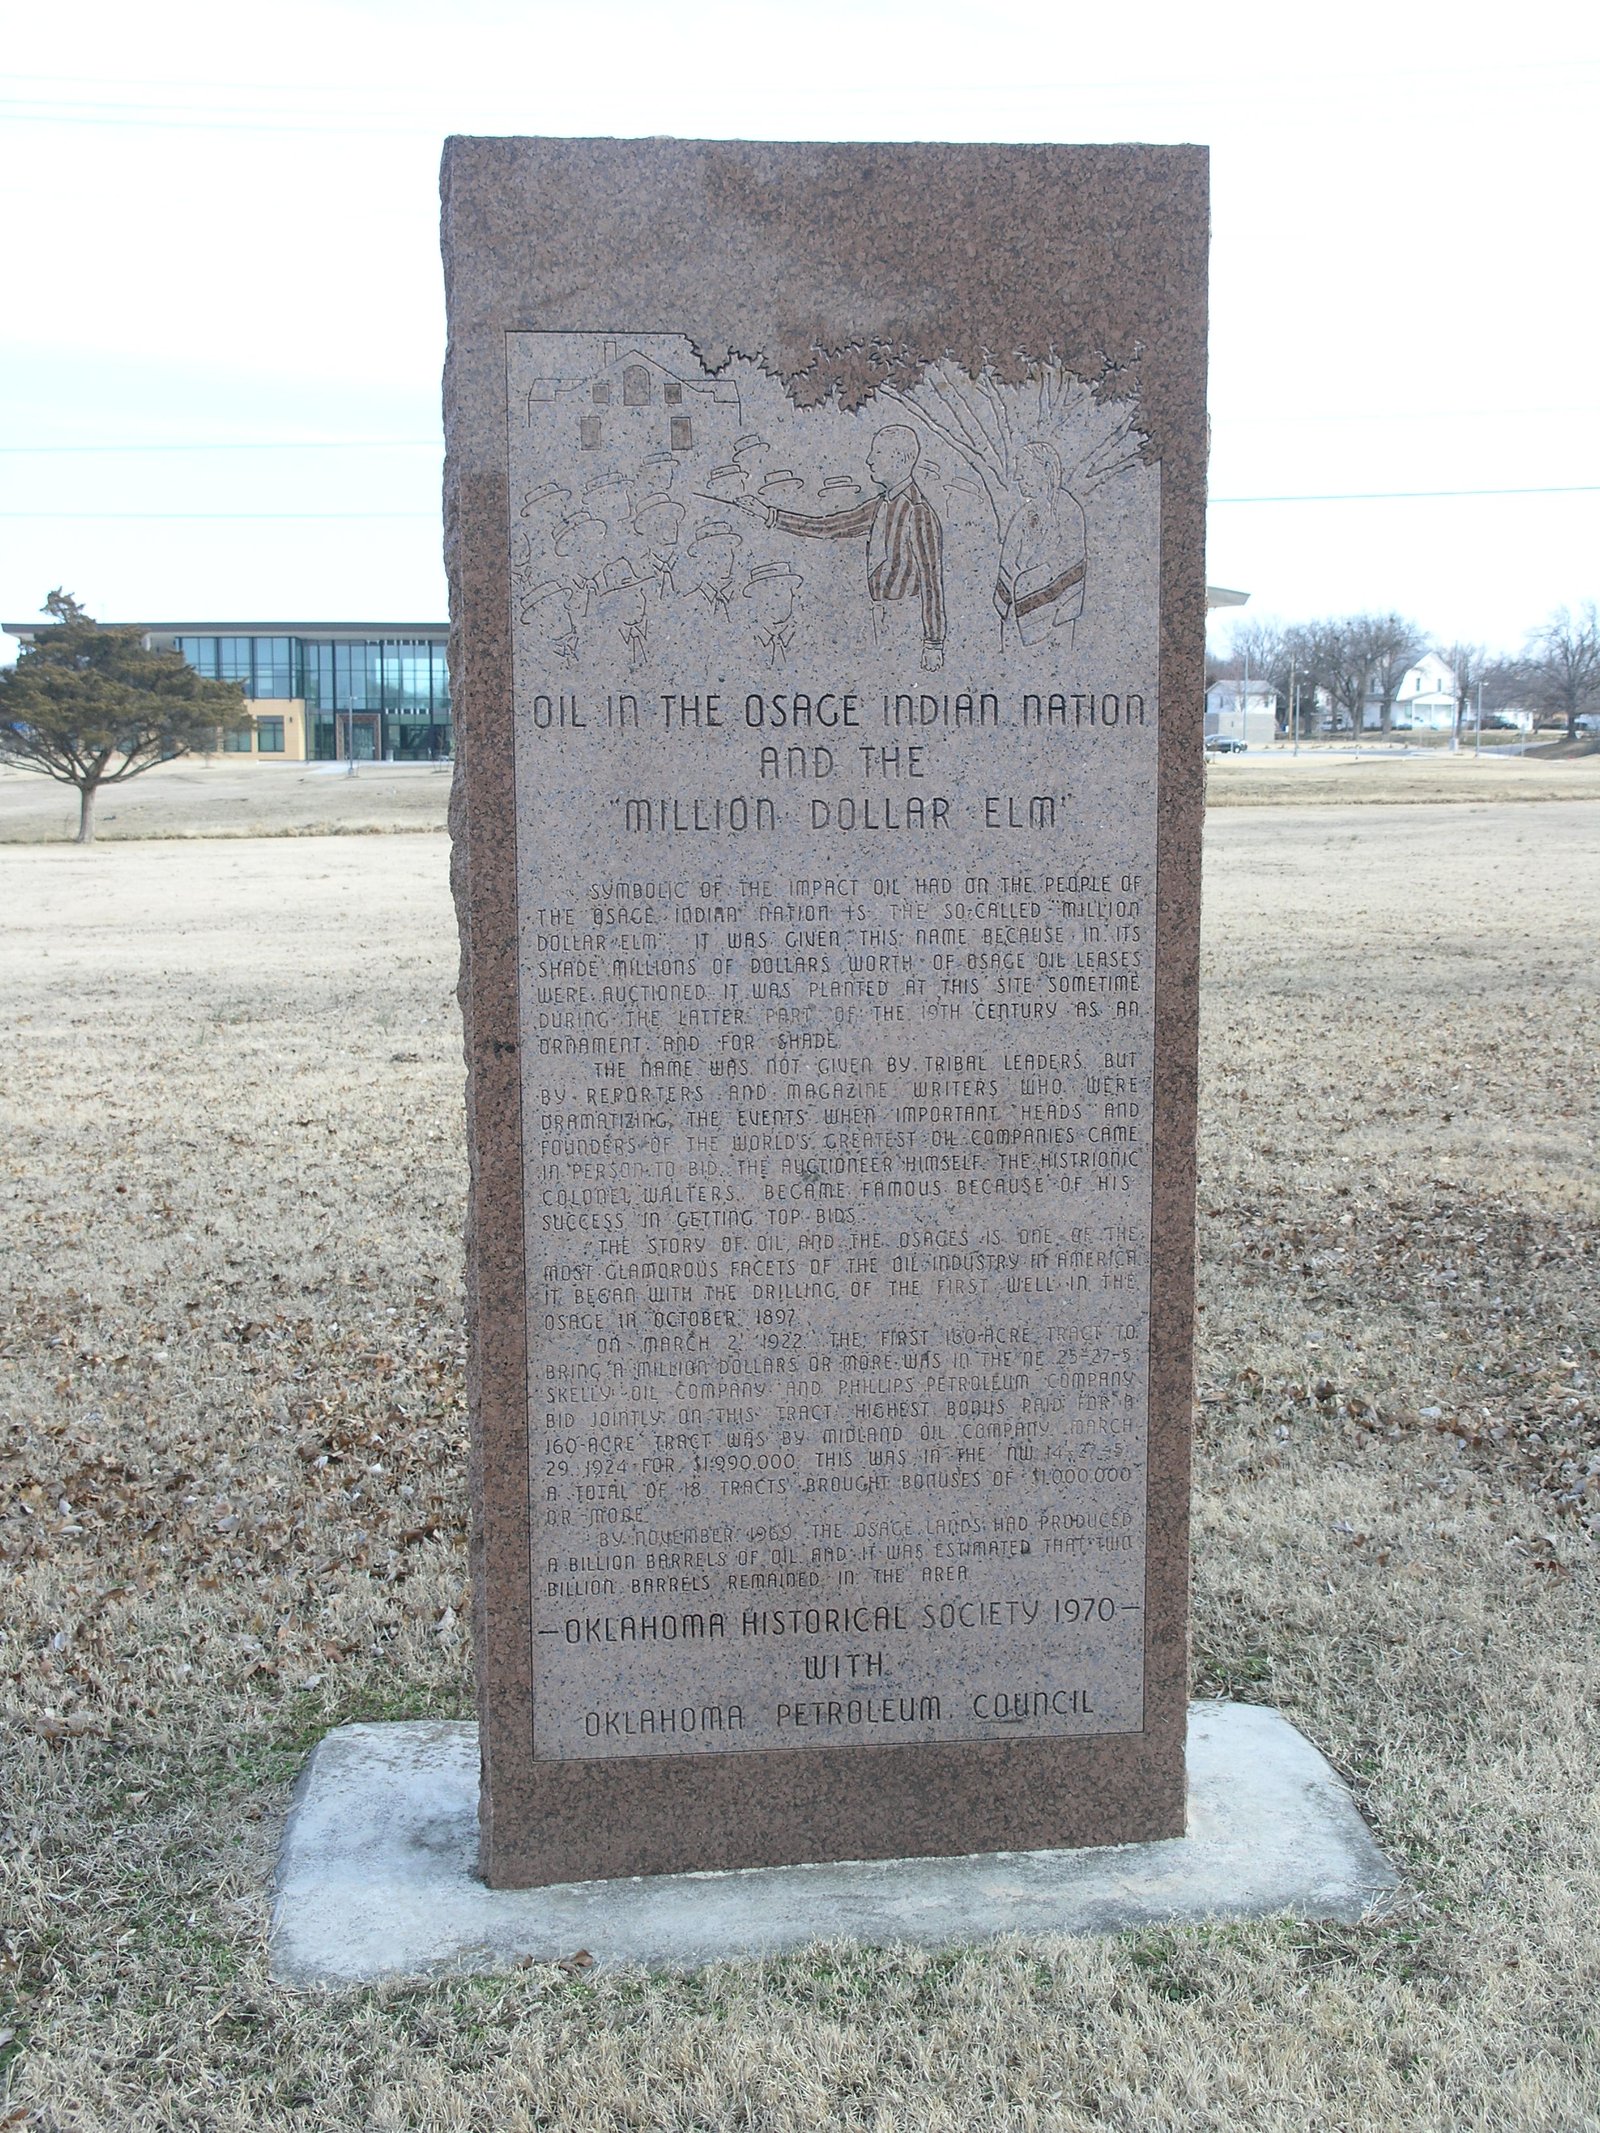 OIL IN THE OSAGE INDIAN NATION
AND THE
"MILLION DOLLAR ELM"
SYMBOLIC OF THE IMPACT OIL HAD ON THE PEOPLE OF
THE OSAGE INDIAN NATION IS THE SO-CALLED "MILLION
DOLLAR ELM". IT WAS GIVEN THIS NAME BECAUSE IN ITS
SHADE MILLIONS OF DOLLARS WORTH OF OSAGE OIL LEASES
WERE AUCTIONED. IT WAS PLANTED AT THIS SITE SOMETIME
DURING THE LATTER PART OF THE 19TH CENTURY AS AN
ORNAMENT AND FOR SHADE.
THE NAME WAS NOT GIVEN BY TRIBAL LEADERS, BUT
BY REPORTERS AND MAGAZINE WRITERS WHO WERE
DRAMATIZING THE EVENTS WHEN IMPORTANT HEADS AND
FOUNDERS OF THE WORLD'S GREATEST OIL COMPANIES CAME
IN PERSON TO BID. THE AUCTIONEER HIMSELF, THE HISTRIONIC
COLONEL WALTERS, BECAME FAMOUS BECAUSE OF HIS
SUCCESS IN GETTING TOP BIDS.
THE STORY OF OIL AND THE OSAGES IS ONE OF THE
MOST GLAMOROUS FACETS OF THE OIL INDUSTRY IN AMERICA.
IT BEGAN WITH THE DRILLING OF THE FIRST WELL IN THE
OSAGE IN OCTOBER, 1897.
ON MARCH 2, 1922, THE FIRST 160-ACRE TRACT TO
BRING A MILLION DOLLARS OR MORE WAS IN THE NE 25-27-5.
SKELLY OIL COMPANY AND PHILLIPS PETROLEUM COMPANY
BID JOINTLY ON THIS TRACT. HIGHEST BONUS PAID FOR A
160-ACRE TRACT WAS BY MIDLAND OIL COMPANY, MARCH
29, 1924 FOR $1,990,000. THIS WAS IN THE NW 14-27-5.
A TOTAL OF 18 TRACTS BROUGHT BONUSES OF $1,000,000
OR MORE.
BY NOVEMBER, 1969, THE OSAGE LANDS HAD PRODUCED
A BILLION BARRELS OF OIL AND IT WAS ESTIMATED THAT TWO
BILLION BARRELS REMAINED IN THE AREA.
—OKLAHOMA HISTORICAL SOCIETY 1970—
WITH
OKLAHOMA PETROLEUM COUNCIL